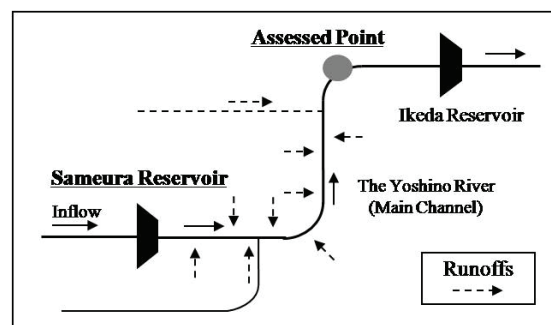 Assessed Point
Ikeda Reservoir
Sameura Reservoir
Inflow
The Yoshino River
(Main Channel)
Runoffs